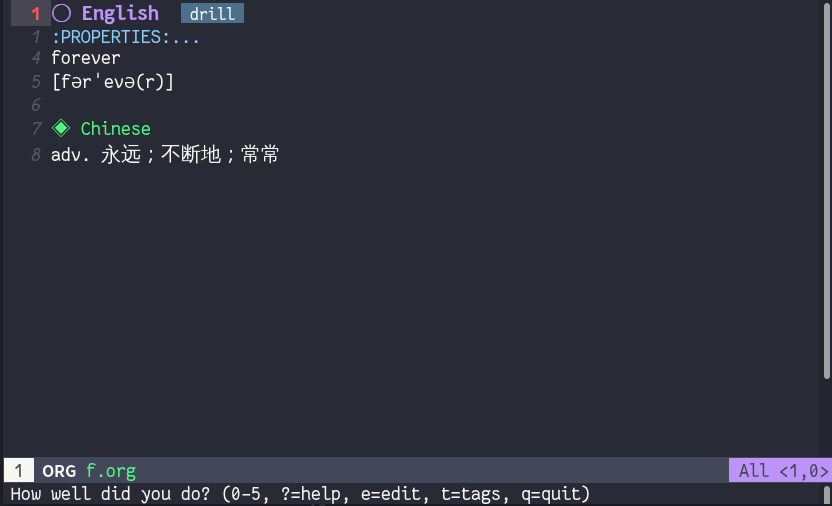 1 English drill
1 :PROPERTIES:...
4 forever
5 [fərˈevə(r)]
6
7 Chinese
8 adv. 永远；不断地；常常
1 ORG f.org All <1,0>
How well did you do? (0-5, ?=help, e=edit, t=tags, q=quit)